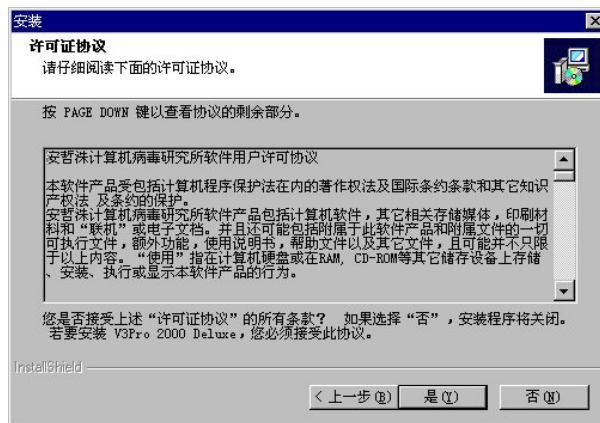 安装
许可证协议
请仔细阅读下面的许可证协议。
按 PAGE DOWN 键以查看协议的剩余部分。
安哲洙计算机病毒研究所软件用户许可协议
本软件产品受包括计算机程序保护法在内的著作权法及国际条约条款和其它知识
产权法 及条约的保护。
安哲洙计算机病毒研究所软件产品包括计算机软件，其它相关存储媒体，印刷材
料和“联机”或电子文档。并且还可能包括附属于此软件产品和附属文件的一切
可执行文件，额外功能，使用说明书，帮助文件以及其它文件，且可能并不只限
于以上内容。“使用”指在计算机硬盘或在RAM, CD-ROM等其它储存设备上存储
、安装、执行或显示本软件产品的行为。
您是否接受上述“许可证协议”的所有条款？ 如果选择“否”，安装程序将关闭。
若要安装 V3Pro 2000 Deluxe，您必须接受此协议。
InstallShield
< 上一步(B) 是(Y) 否(N)